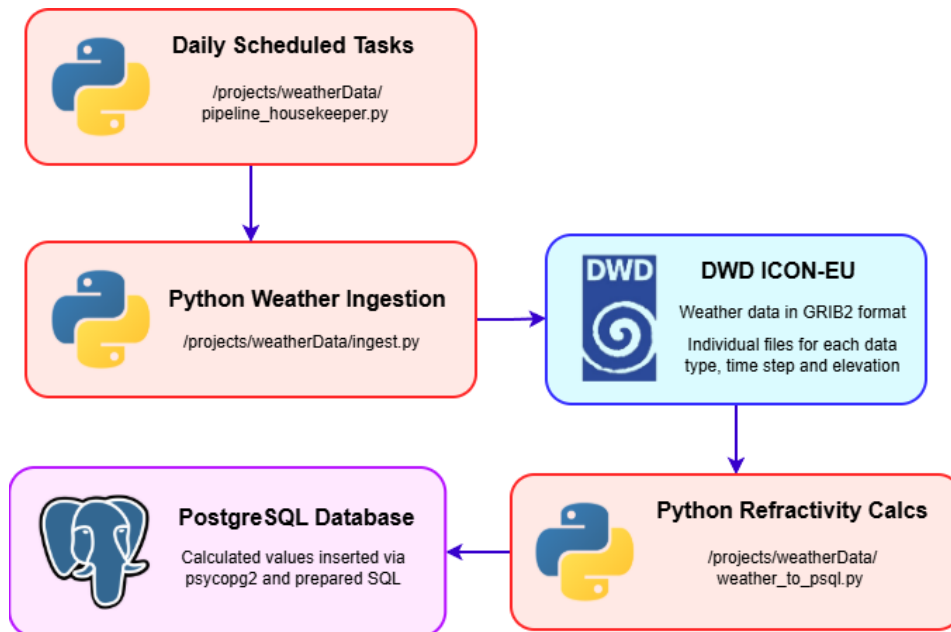 Daily Scheduled Tasks
/projects/weatherData/
pipeline_housekeeper.py
Python Weather Ingestion
/projects/weatherData/ingest.py
DWD
DWD ICON-EU
Weather data in GRIB2 format
Individual files for each data
type, time step and elevation
PostgreSQL Database
Calculated values inserted via
psycopg2 and prepared SQL
Python Refractivity Calcs
/projects/weatherData/
weather_to_psql.py